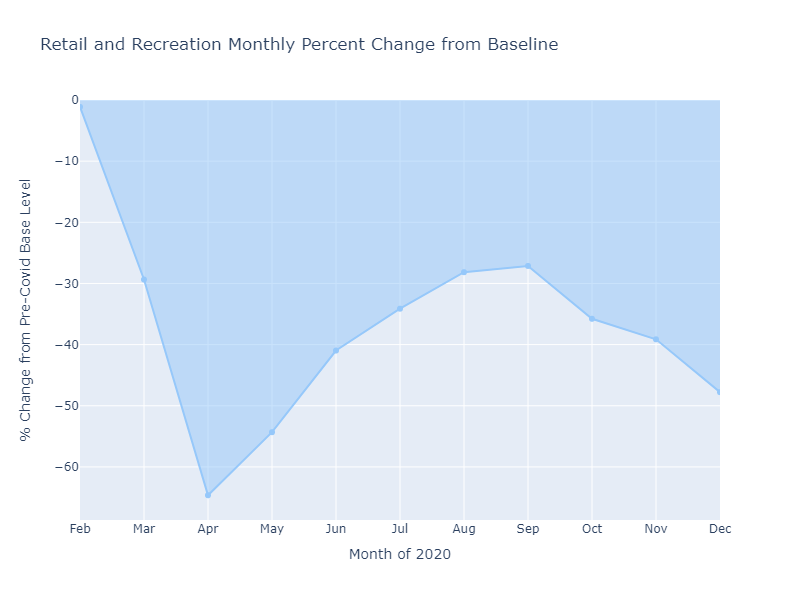 Retail and Recreation Monthly Percent Change from Baseline
0
−10
−20
−30
−40
−50
−60
% Change from Pre-Covid Base Level
Feb Mar Apr May Jun Jul Aug Sep Oct Nov Dec
Month of 2020